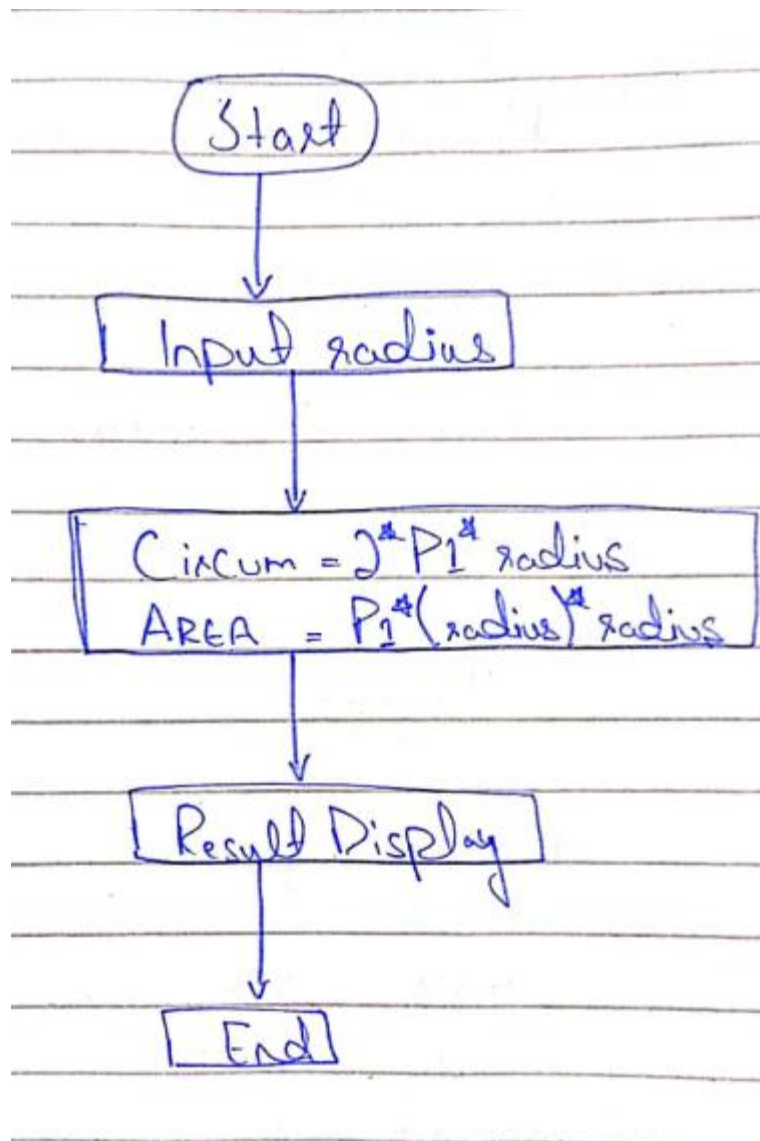 Start
Input radius
Circum = 2*PI* radius
AREA = PI*(radius)* radius
Result Display
End